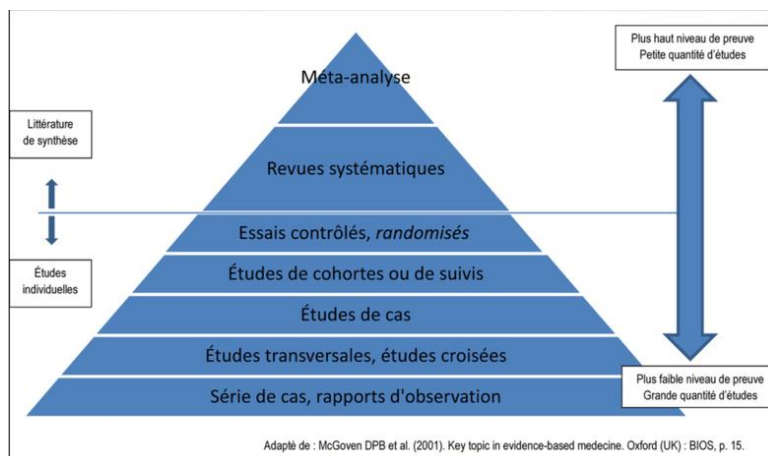 Plus haut niveau de preuve
Petite quantité d'études
Méta-analyse
Littérature
de synthèse
Revues systématiques
Essais contrôlés, randomisés
Études de cohortes ou de suivis
Études
individuelles
Études de cas
Études transversales, études croisées
Série de cas, rapports d'observation
Plus faible niveau de preuve
Grande quantité d'études
Adapté de : McGoven DPB et al. (2001). Key topic in evidence-based medecine. Oxford (UK) : BIOS, p. 15.